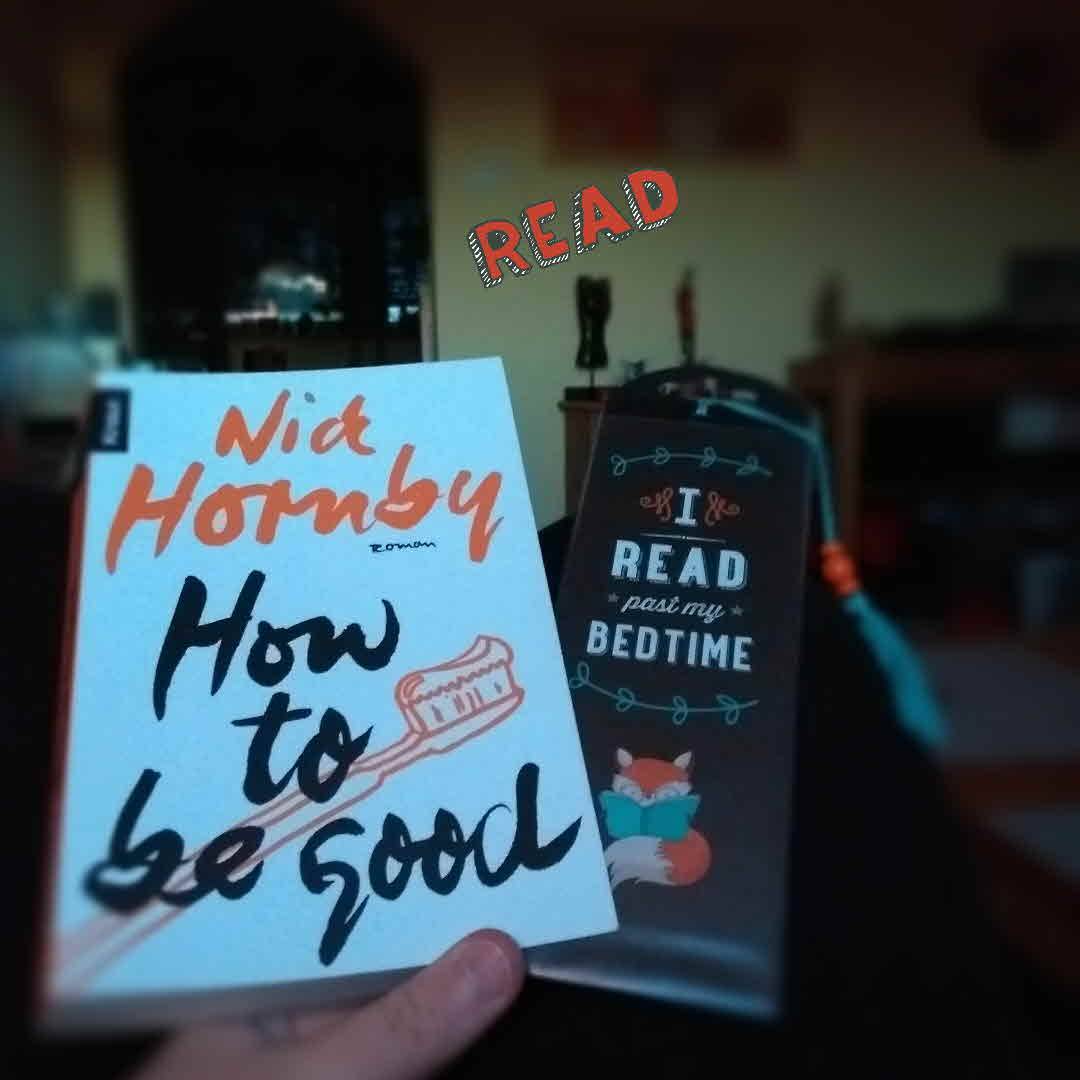 READ
Nick
Hornby
Roman
How
to
be good
I
READ
past my
BEDTIME